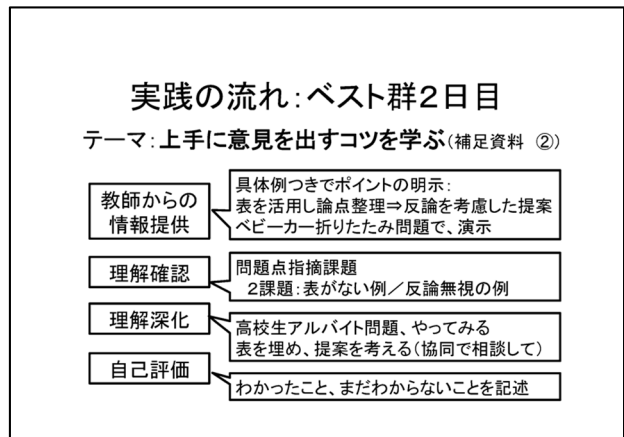 実践の流れ:ベスト群2日目
テーマ:上手に意見を出すコツを学ぶ(補足資料 ②)
教師からの
情報提供
具体例つきでポイントの明示:
表を活用し論点整理⇒反論を考慮した提案
ベビーカー折りたたみ問題で、演示
理解確認
問題点指摘課題
2課題:表がない例/反論無視の例
理解深化
高校生アルバイト問題、やってみる
表を埋め、提案を考える(協同で相談して)
自己評価
わかったこと、まだわからないことを記述